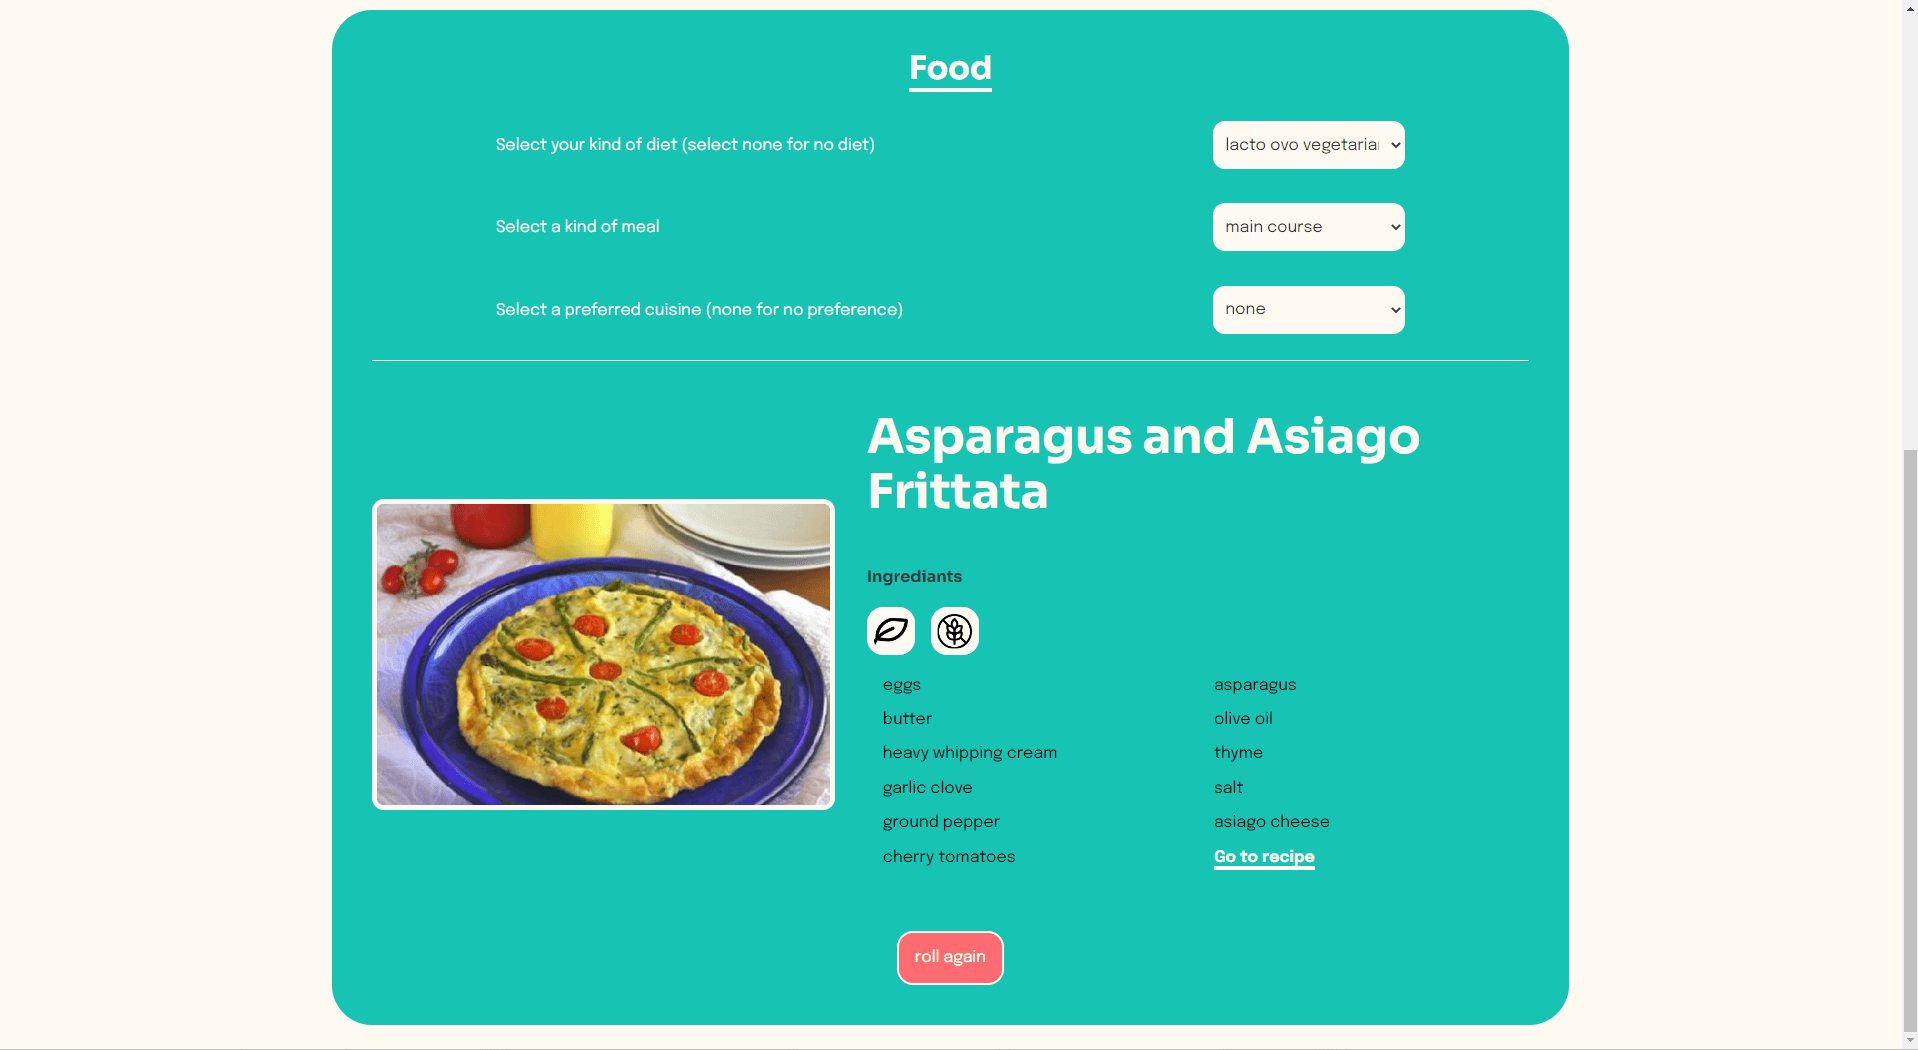 Food
Select your kind of diet (select none for no diet)
lacto ovo vegetaria
Select a kind of meal
main course
Select a preferred cuisine (none for no preference)
none
Asparagus and Asiago
Frittata
Ingrediants
eggs
asparagus
butter
olive oil
heavy whipping cream
thyme
garlic clove
salt
ground pepper
asiago cheese
cherry tomatoes
Go to recipe
roll again